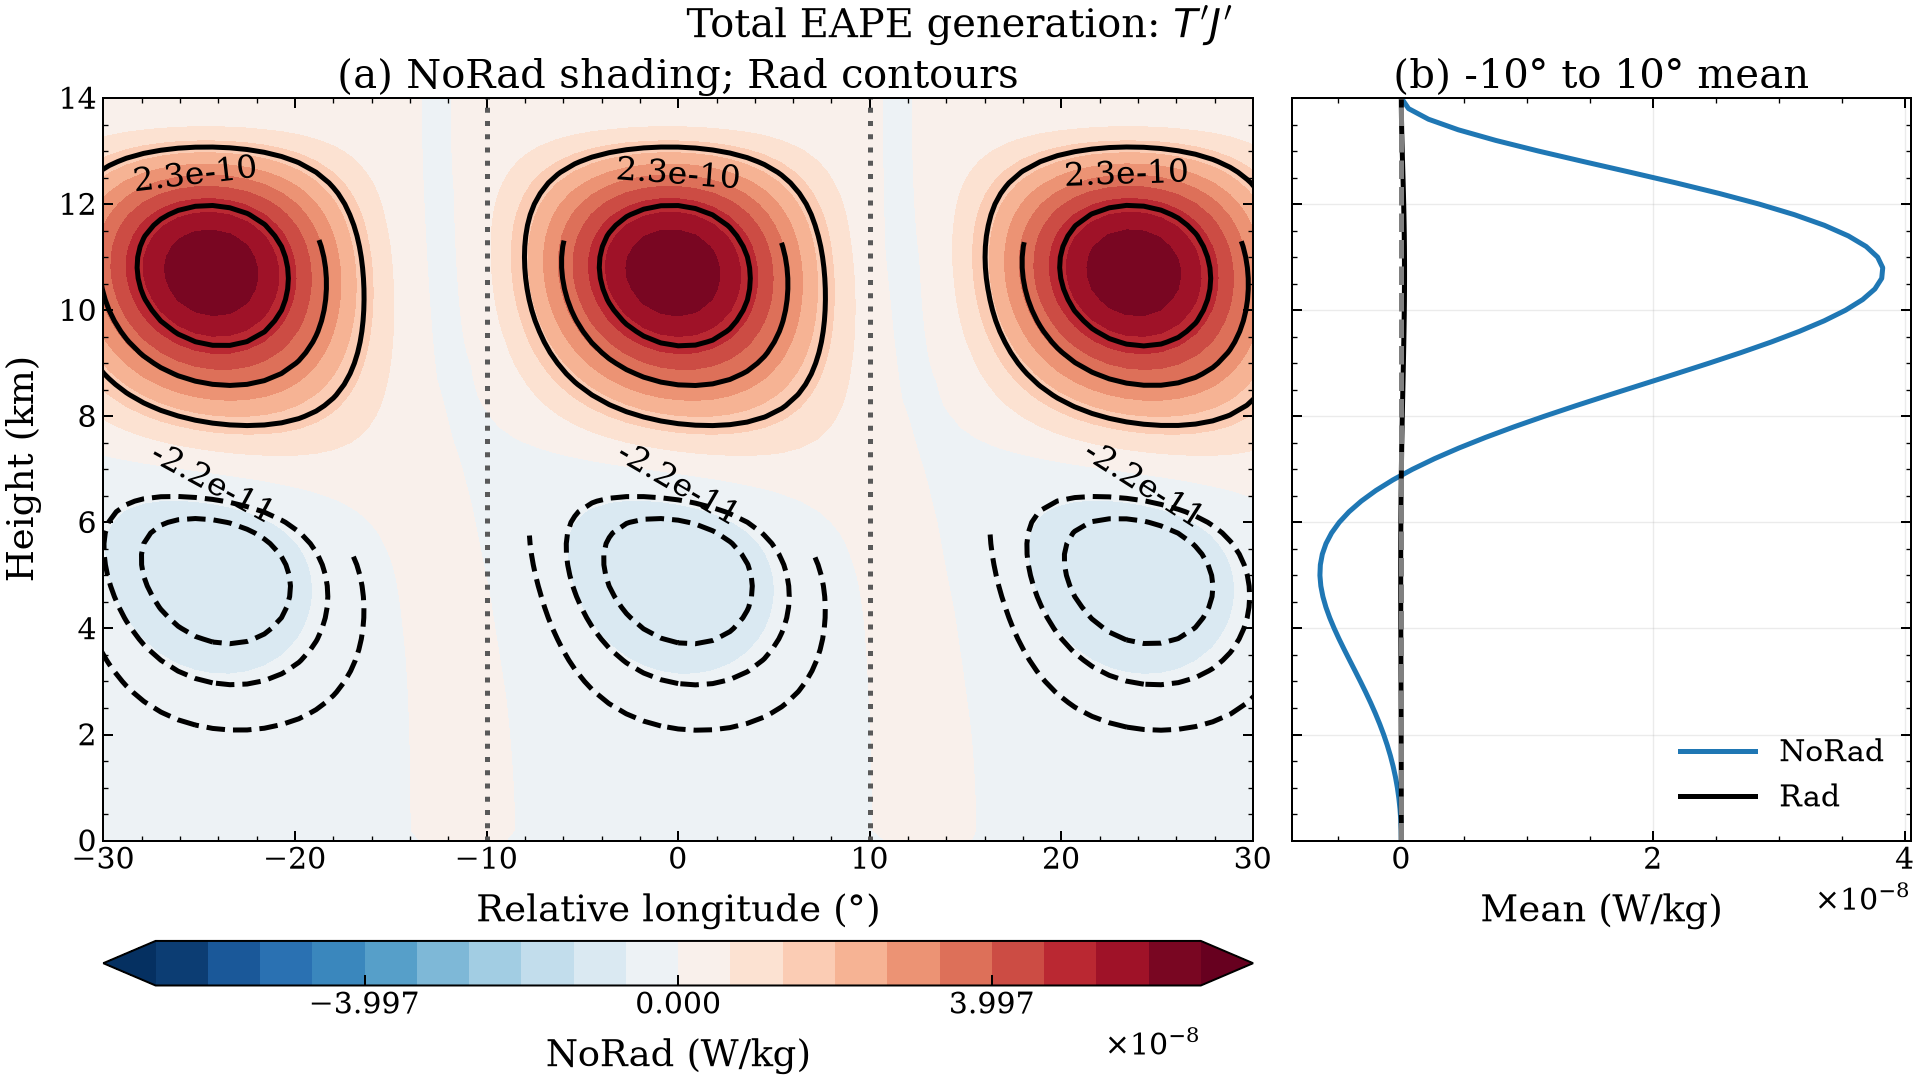 Total EAPE generation: T′J′
(a) NoRad shading; Rad contours
(b) -10° to 10° mean
14
12
10
8
6
4
2
0
Height (km)
2.3e-10
2.3e-10
2.3e-10
-2.2e-11
-2.2e-11
-2.2e-11
−30
−20
−10
0
10
20
30
Relative longitude (°)
NoRad
Rad
0
2
4
×10⁻⁸
Mean (W/kg)
−3.997
0.000
3.997
×10⁻⁸
NoRad (W/kg)